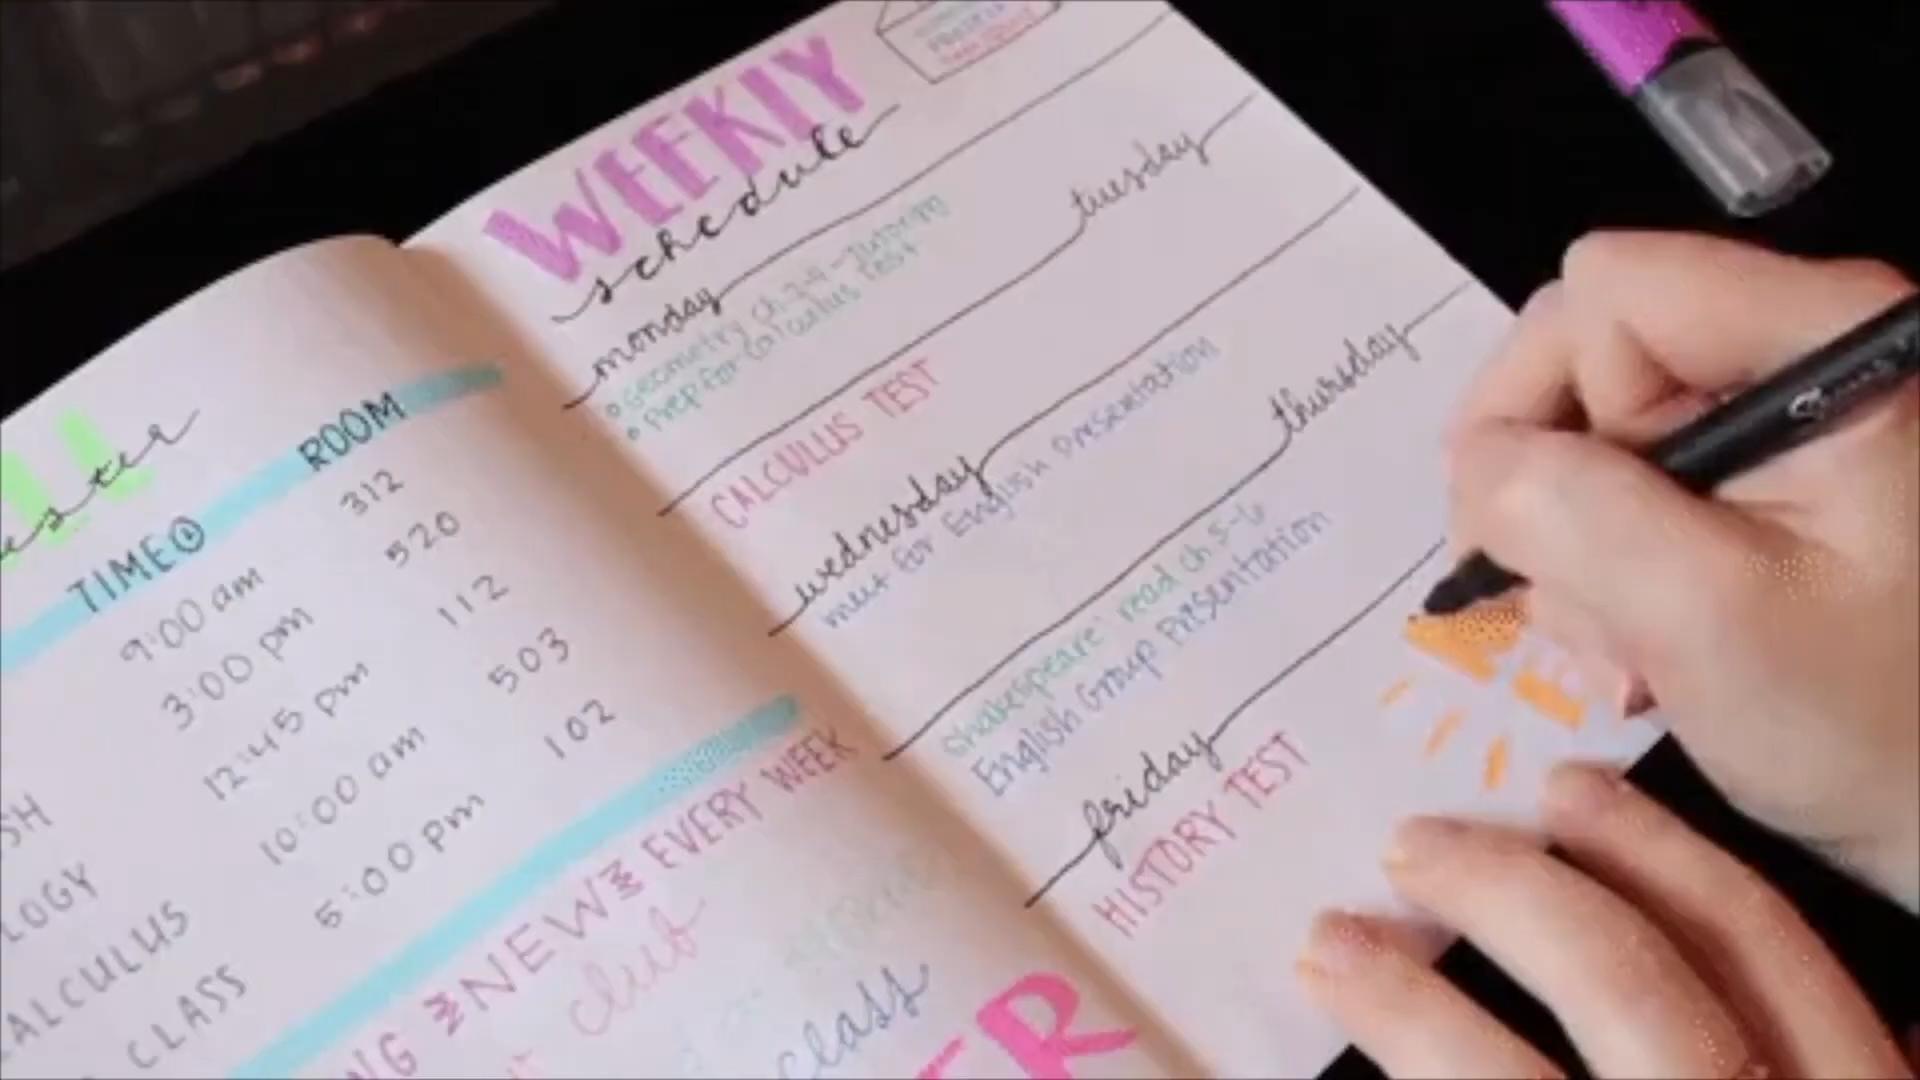 TIME ROOM
9:00 am 312
3:00 pm 520
12:45 pm 112
10:00 am 503
5:00 pm 102
LOGY
CALCULUS
CLASS
NEW EVERY WEEK
club
class
WEEKLY
schedule
monday
Geometry ch 2-4 -
Prep for calculus test
tuesday
CALCULUS TEST
wednesday
meet for English presentation
thursday
Shakespeare: read ch 5-6
English Group Presentation
friday
HISTORY TEST